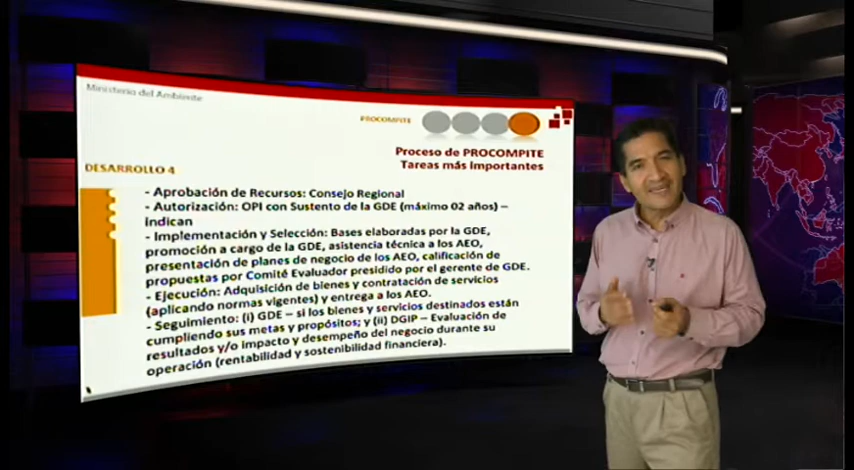 Ministerio del Ambiente
PROCOMPITE
Proceso de PROCOMPITE
Tareas más Importantes
DESARROLLO 4
- Aprobación de Recursos: Consejo Regional
- Autorización: OPI con Sustento de la GDE (máximo 02 años) –
indican
- Implementación y Selección: Bases elaboradas por la GDE,
promoción a cargo de la GDE, asistencia técnica a los AEO,
presentación de planes de negocio de los AEO, calificación de
propuestas por Comité Evaluador presidido por el gerente de GDE.
- Ejecución: Adquisición de bienes y contratación de servicios
(aplicando normas vigentes) y entrega a los AEO.
- Seguimiento: (i) GDE – si los bienes y servicios destinados están
cumpliendo sus metas y propósitos; y (ii) DGIP – Evaluación de
resultados y/o impacto y desempeño del negocio durante su
operación (rentabilidad y sostenibilidad financiera).